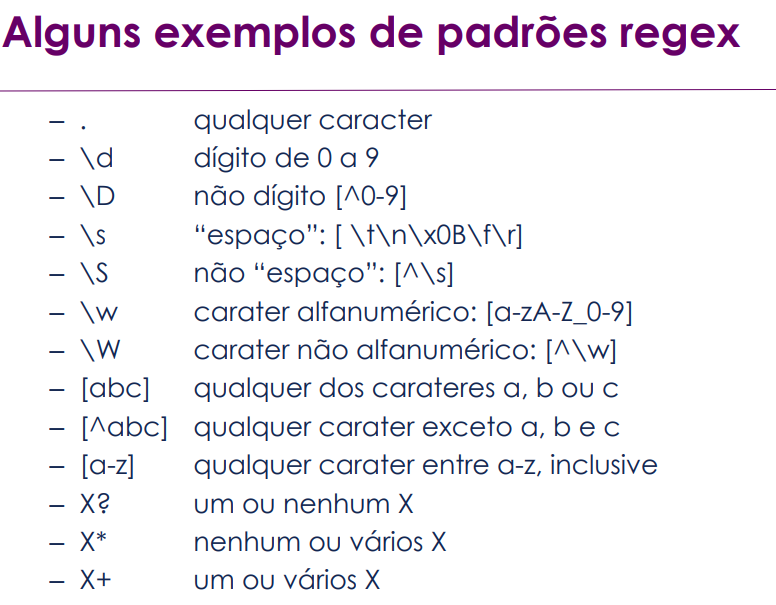 Alguns exemplos de padrões regex
– . qualquer caracter
– \d dígito de 0 a 9
– \D não dígito [^0-9]
– \s “espaço”: [ \t\n\x0B\f\r]
– \S não “espaço”: [^\s]
– \w carater alfanumérico: [a-zA-Z_0-9]
– \W carater não alfanumérico: [^\w]
– [abc] qualquer dos carateres a, b ou c
– [^abc] qualquer carater exceto a, b e c
– [a-z] qualquer carater entre a-z, inclusive
– X? um ou nenhum X
– X* nenhum ou vários X
– X+ um ou vários X